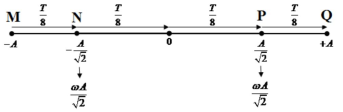 M T/8 N T/8 T/8 P T/8 Q
-A -A/√2 0 A/√2 +A
ωA/√2 ωA/√2